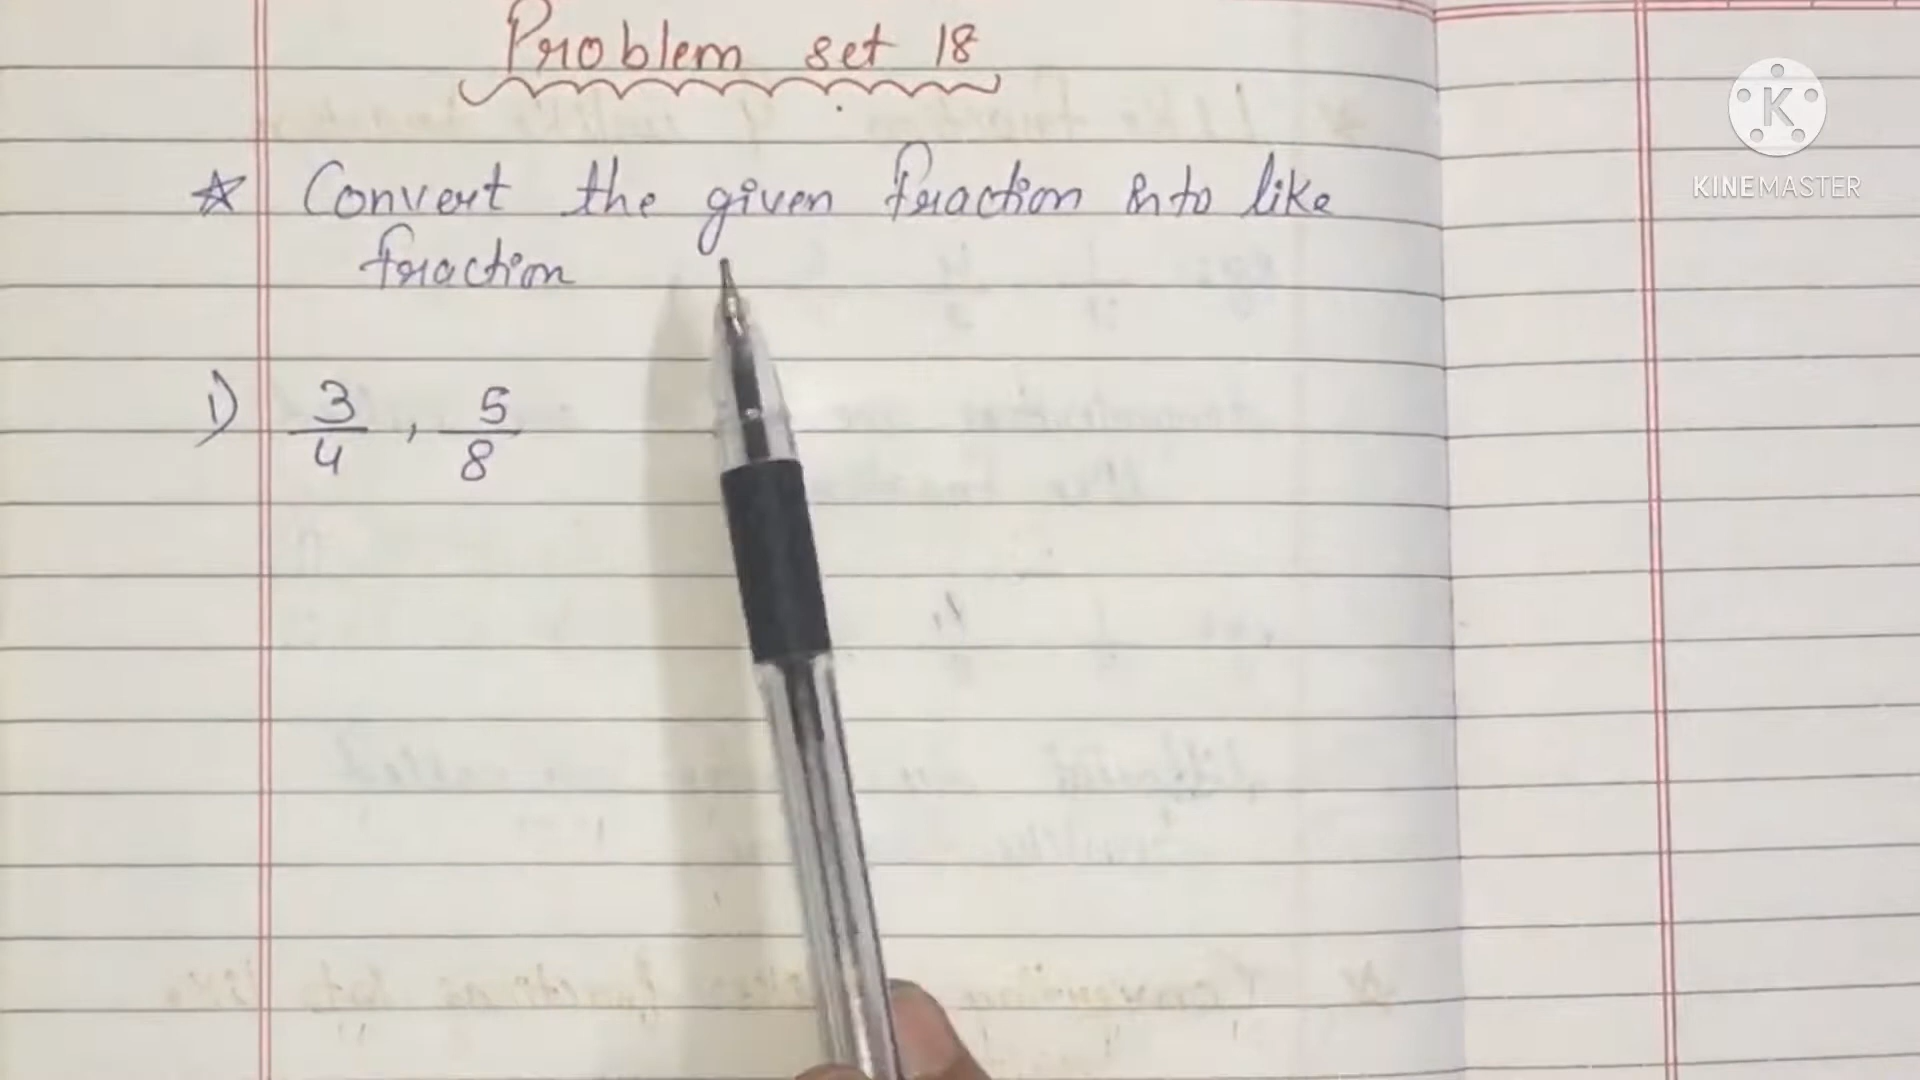 Problem set 18
KINEMASTER
☆ Convert the given fraction into like
fraction
1) 3/4, 5/8